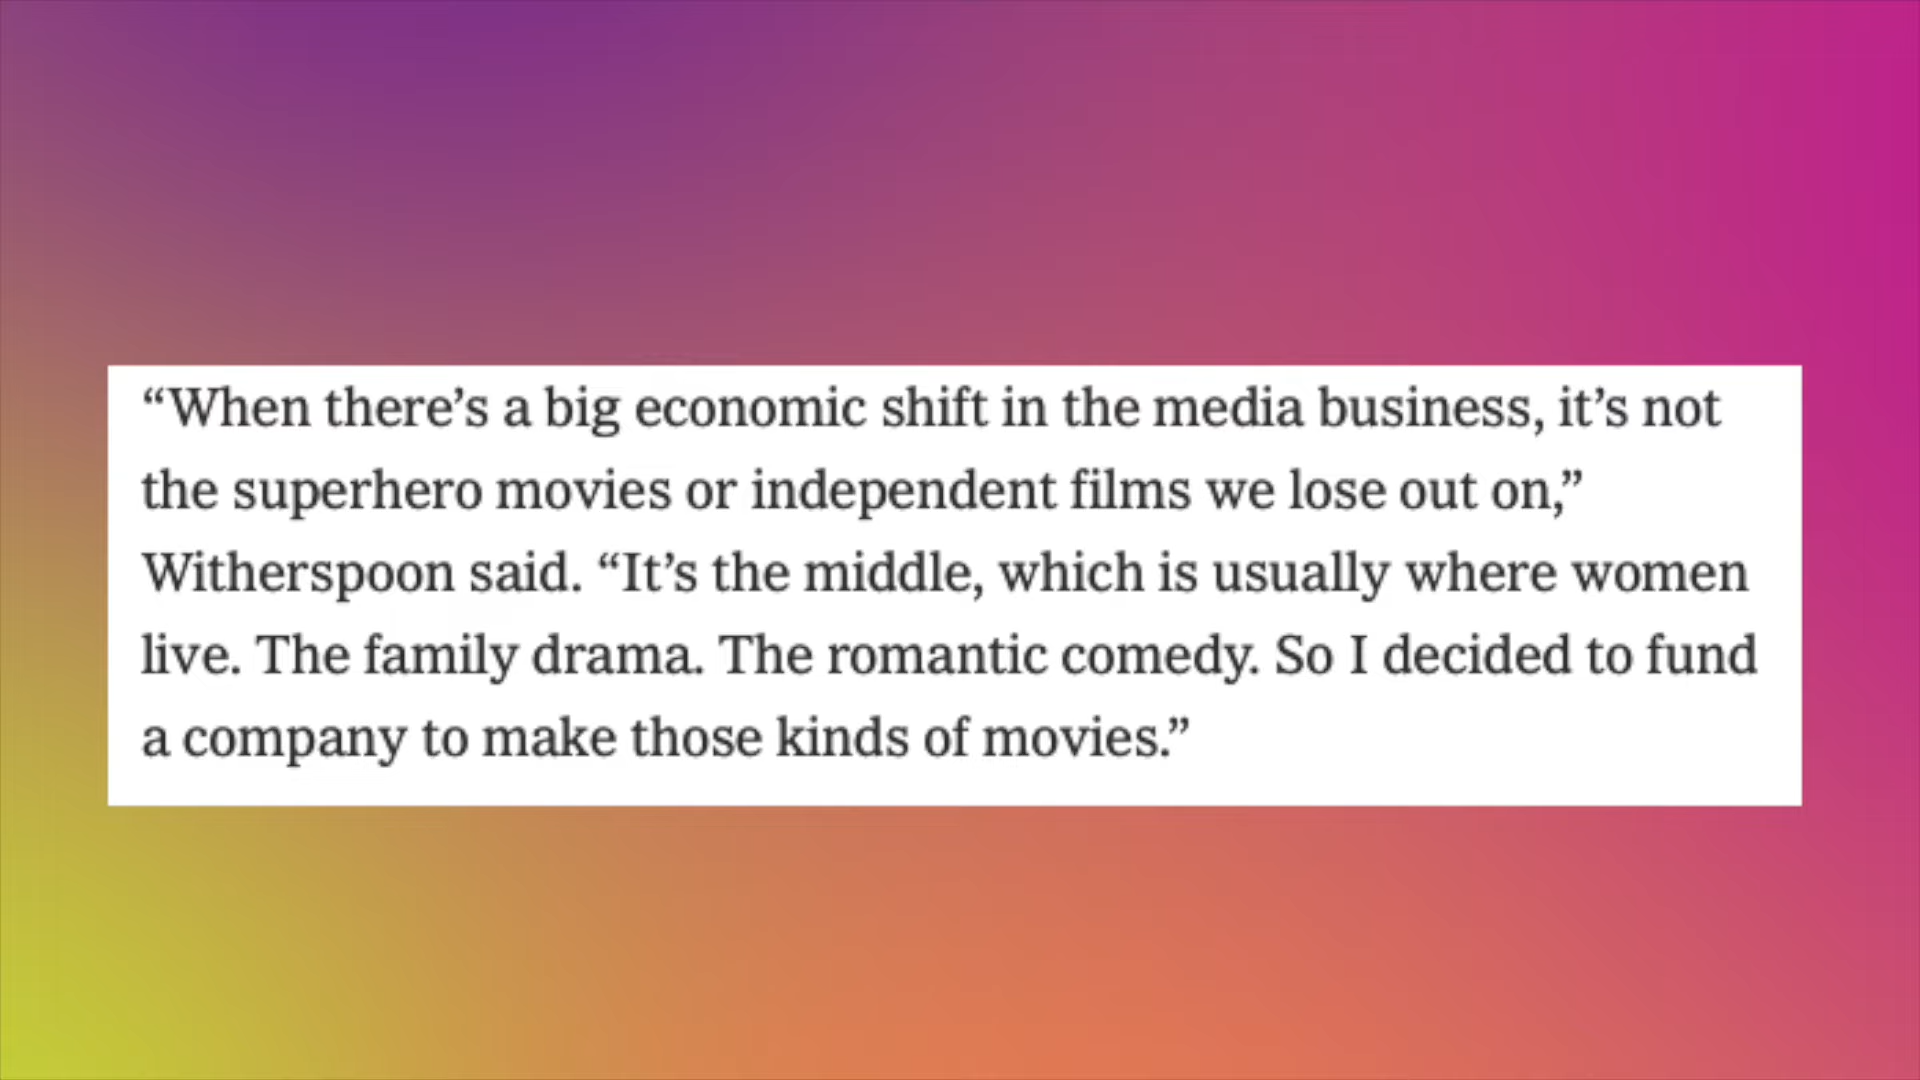 “When there’s a big economic shift in the media business, it’s not
the superhero movies or independent films we lose out on,”
Witherspoon said. “It’s the middle, which is usually where women
live. The family drama. The romantic comedy. So I decided to fund
a company to make those kinds of movies.”